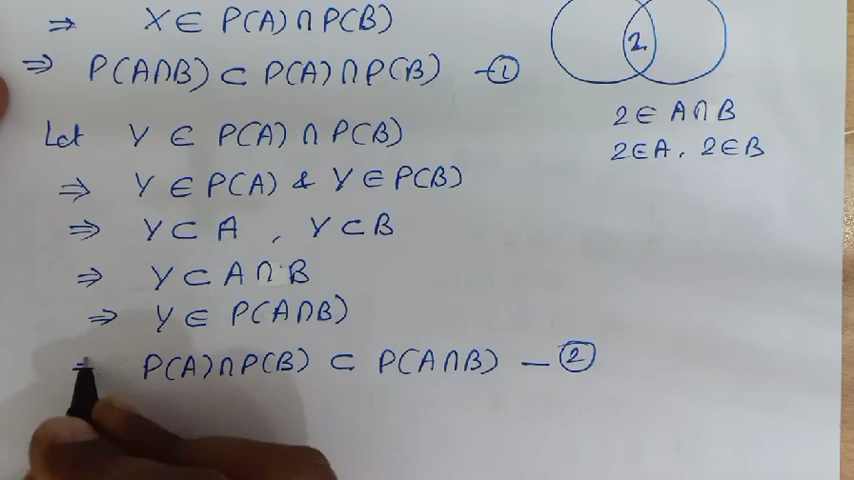 ⇒ X ∈ P(A) ∩ P(B)
⇒ P(A∩B) ⊂ P(A) ∩ P(B) — ①
Let Y ∈ P(A) ∩ P(B)
⇒ Y ∈ P(A) & Y ∈ P(B)
⇒ Y ⊂ A , Y ⊂ B
⇒ Y ⊂ A ∩ B
⇒ Y ∈ P(A∩B)
P(A) ∩ P(B) ⊂ P(A∩B) — ②
2
2 ∈ A ∩ B
2 ∈ A , 2 ∈ B